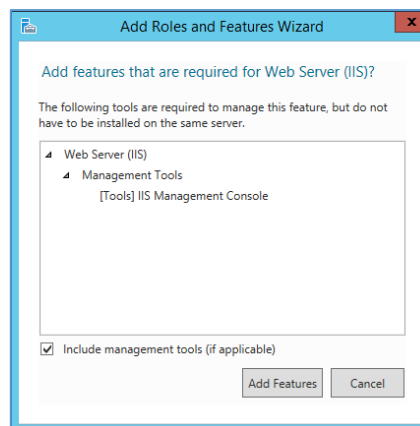 Add Roles and Features Wizard
x
Add features that are required for Web Server (IIS)?
The following tools are required to manage this feature, but do not
have to be installed on the same server.
Web Server (IIS)
Management Tools
[Tools] IIS Management Console
Include management tools (if applicable)
Add Features Cancel